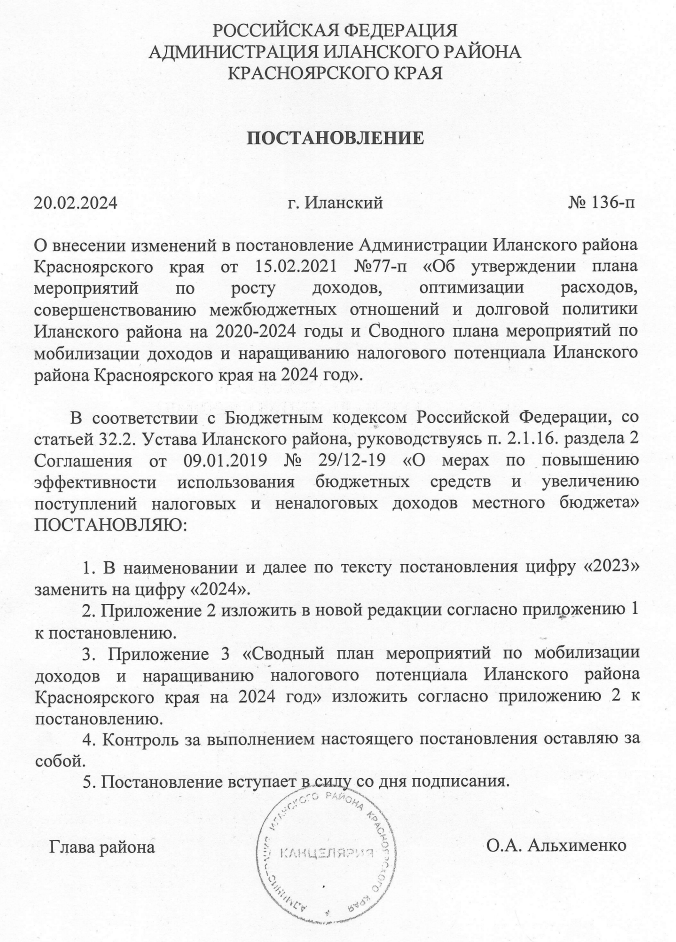 РОССИЙСКАЯ ФЕДЕРАЦИЯ
АДМИНИСТРАЦИЯ ИЛАНСКОГО РАЙОНА
КРАСНОЯРСКОГО КРАЯ
ПОСТАНОВЛЕНИЕ
20.02.2024 г. Иланский № 136-п
О внесении изменений в постановление Администрации Иланского района
Красноярского края от 15.02.2021 №77-п «Об утверждении плана
мероприятий по росту доходов, оптимизации расходов,
совершенствованию межбюджетных отношений и долговой политики
Иланского района на 2020-2024 годы и Сводного плана мероприятий по
мобилизации доходов и наращиванию налогового потенциала Иланского
района Красноярского края на 2024 год».
В соответствии с Бюджетным кодексом Российской Федерации, со
статьей 32.2. Устава Иланского района, руководствуясь п. 2.1.16. раздела 2
Соглашения от 09.01.2019 № 29/12-19 «О мерах по повышению
эффективности использования бюджетных средств и увеличению
поступлений налоговых и неналоговых доходов местного бюджета»
ПОСТАНОВЛЯЮ:
1. В наименовании и далее по тексту постановления цифру «2023»
заменить на цифру «2024».
2. Приложение 2 изложить в новой редакции согласно приложению 1
к постановлению.
3. Приложение 3 «Сводный план мероприятий по мобилизации
доходов и наращиванию налогового потенциала Иланского района
Красноярского края на 2024 год» изложить согласно приложению 2 к
постановлению.
4. Контроль за выполнением настоящего постановления оставляю за
собой.
5. Постановление вступает в силу со дня подписания.
Глава района О.А. Альхименко
АДМИНИСТРАЦИЯ ИЛАНСКОГО РАЙОНА КРАСНОЯРСКОГО КРАЯ
КАНЦЕЛЯРИЯ